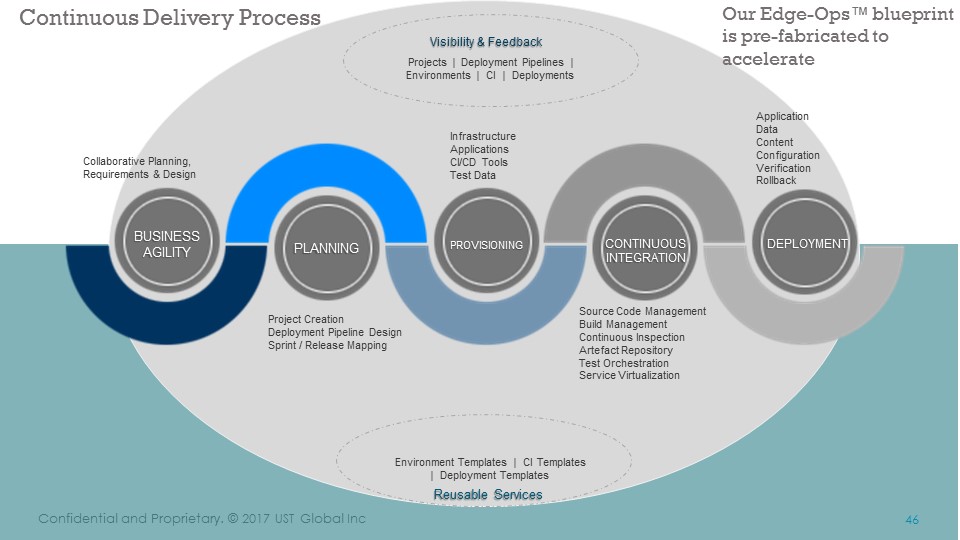 Continuous Delivery Process
Our Edge-Ops™ blueprint
is pre-fabricated to
accelerate
Visibility & Feedback
Projects | Deployment Pipelines |
Environments | CI | Deployments
Collaborative Planning,
Requirements & Design
Infrastructure
Applications
CI/CD Tools
Test Data
Application
Data
Content
Configuration
Verification
Rollback
BUSINESS
AGILITY
PLANNING
PROVISIONING
CONTINUOUS
INTEGRATION
DEPLOYMENT
Project Creation
Deployment Pipeline Design
Sprint / Release Mapping
Source Code Management
Build Management
Continuous Inspection
Artefact Repository
Test Orchestration
Service Virtualization
Environment Templates | CI Templates
| Deployment Templates
Reusable Services
Confidential and Proprietary. © 2017 UST Global Inc
46